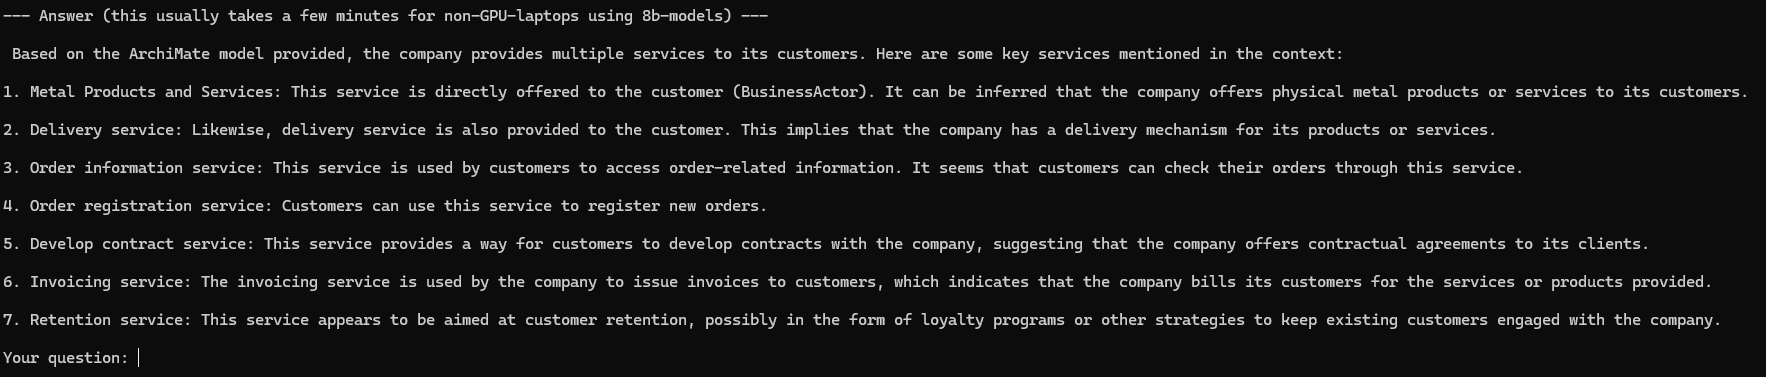 --- Answer (this usually takes a few minutes for non-GPU-laptops using 8b-models) ---
Based on the ArchiMate model provided, the company provides multiple services to its customers. Here are some key services mentioned in the context:
1. Metal Products and Services: This service is directly offered to the customer (BusinessActor). It can be inferred that the company offers physical metal products or services to its customers.
2. Delivery service: Likewise, delivery service is also provided to the customer. This implies that the company has a delivery mechanism for its products or services.
3. Order information service: This service is used by customers to access order-related information. It seems that customers can check their orders through this service.
4. Order registration service: Customers can use this service to register new orders.
5. Develop contract service: This service provides a way for customers to develop contracts with the company, suggesting that the company offers contractual agreements to its clients.
6. Invoicing service: The invoicing service is used by the company to issue invoices to customers, which indicates that the company bills its customers for the services or products provided.
7. Retention service: This service appears to be aimed at customer retention, possibly in the form of loyalty programs or other strategies to keep existing customers engaged with the company.
Your question: